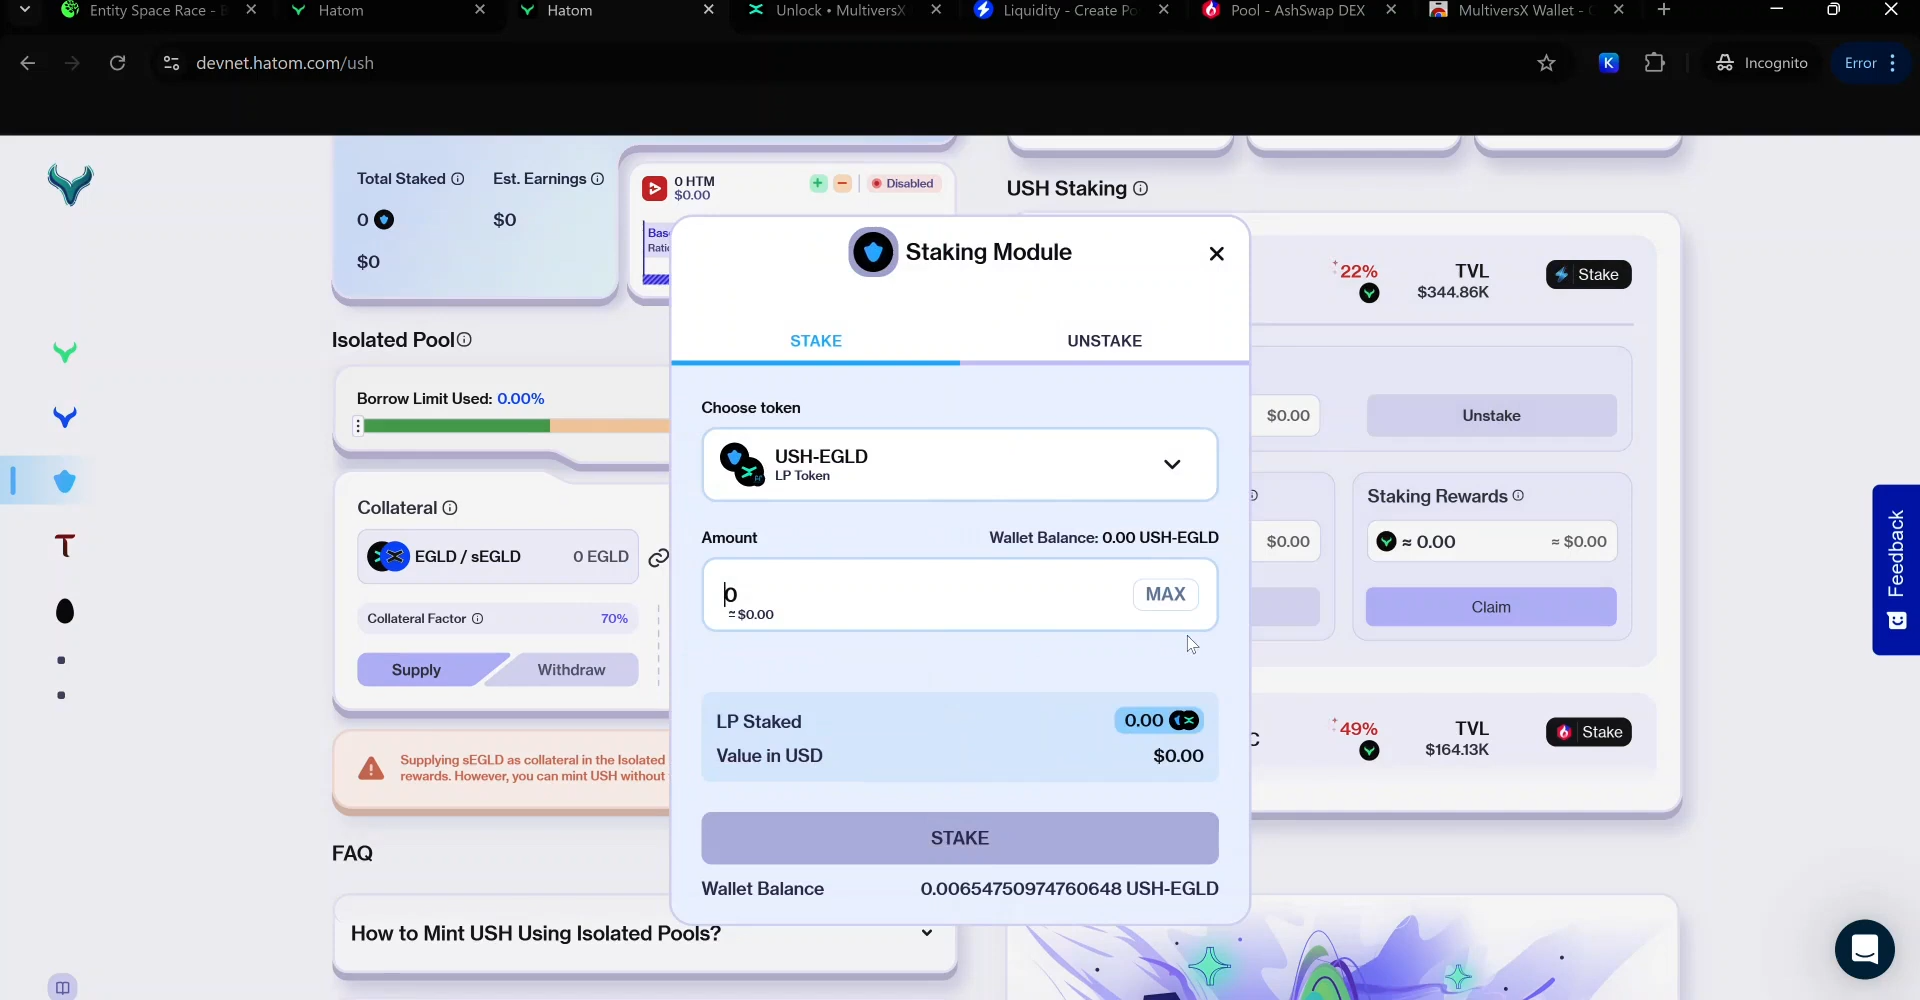 Entity Space Race -
Hatom
Hatom
Unlock • MultiversX
Liquidity - Create Po
Pool - AshSwap DEX
MultiversX Wallet -
devnet.hatom.com/ush
K
Incognito
Error
Total Staked
Est. Earnings
0
$0
$0
0 HTM
$0.00
Disabled
Bas
Rati
USH Staking
22%
TVL
$344.86K
Stake
$0.00
Unstake
$0.00
Staking Rewards
≈ 0.00
≈ $0.00
Claim
C
49%
TVL
$164.13K
Stake
Isolated Pool
Borrow Limit Used: 0.00%
Collateral
EGLD / sEGLD
0 EGLD
Collateral Factor
70%
Supply
Withdraw
Supplying sEGLD as collateral in the Isolated
rewards. However, you can mint USH without
FAQ
How to Mint USH Using Isolated Pools?
Staking Module
STAKE
UNSTAKE
Choose token
USH-EGLD
LP Token
Amount
Wallet Balance: 0.00 USH-EGLD
0
≈ $0.00
MAX
LP Staked
0.00
Value in USD
$0.00
STAKE
Wallet Balance
0.00654750974760648 USH-EGLD
Feedback